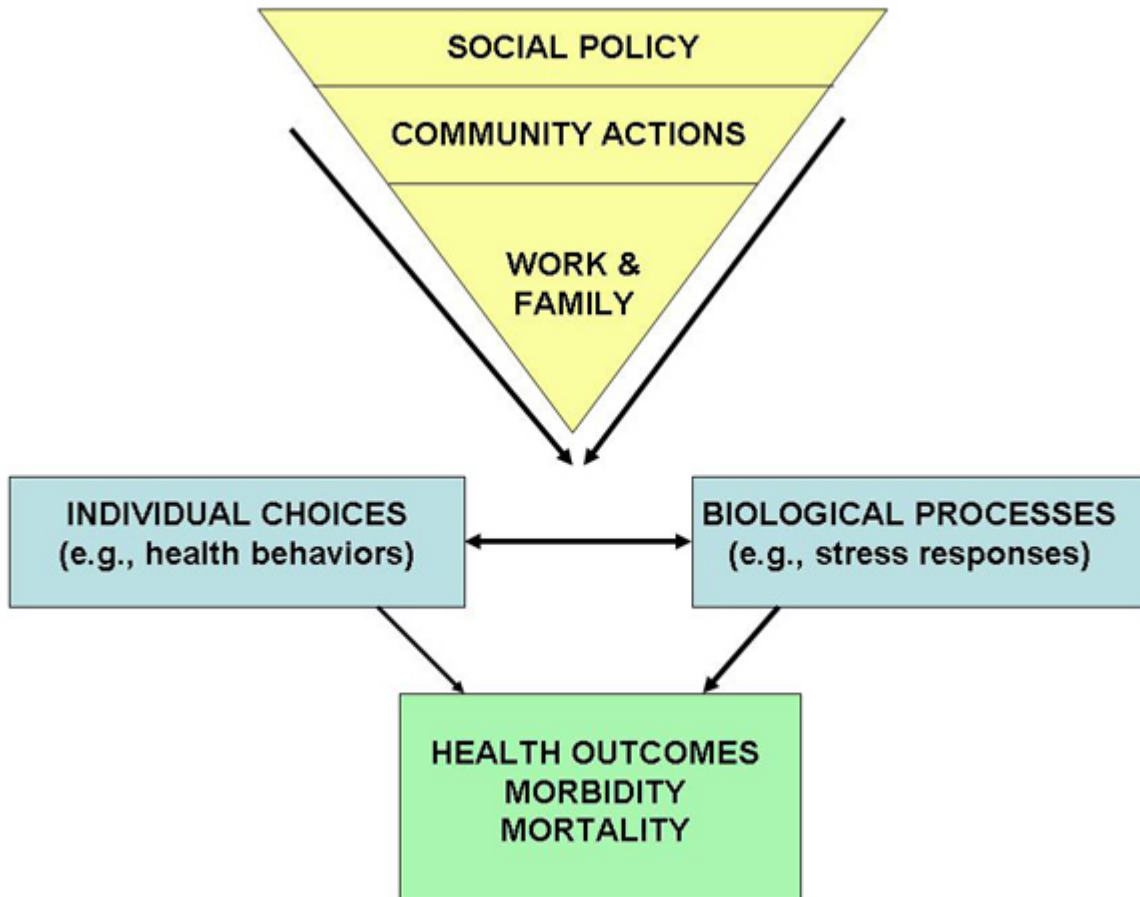 SOCIAL POLICY
COMMUNITY ACTIONS
WORK &
FAMILY
INDIVIDUAL CHOICES
(e.g., health behaviors)
BIOLOGICAL PROCESSES
(e.g., stress responses)
HEALTH OUTCOMES
MORBIDITY
MORTALITY